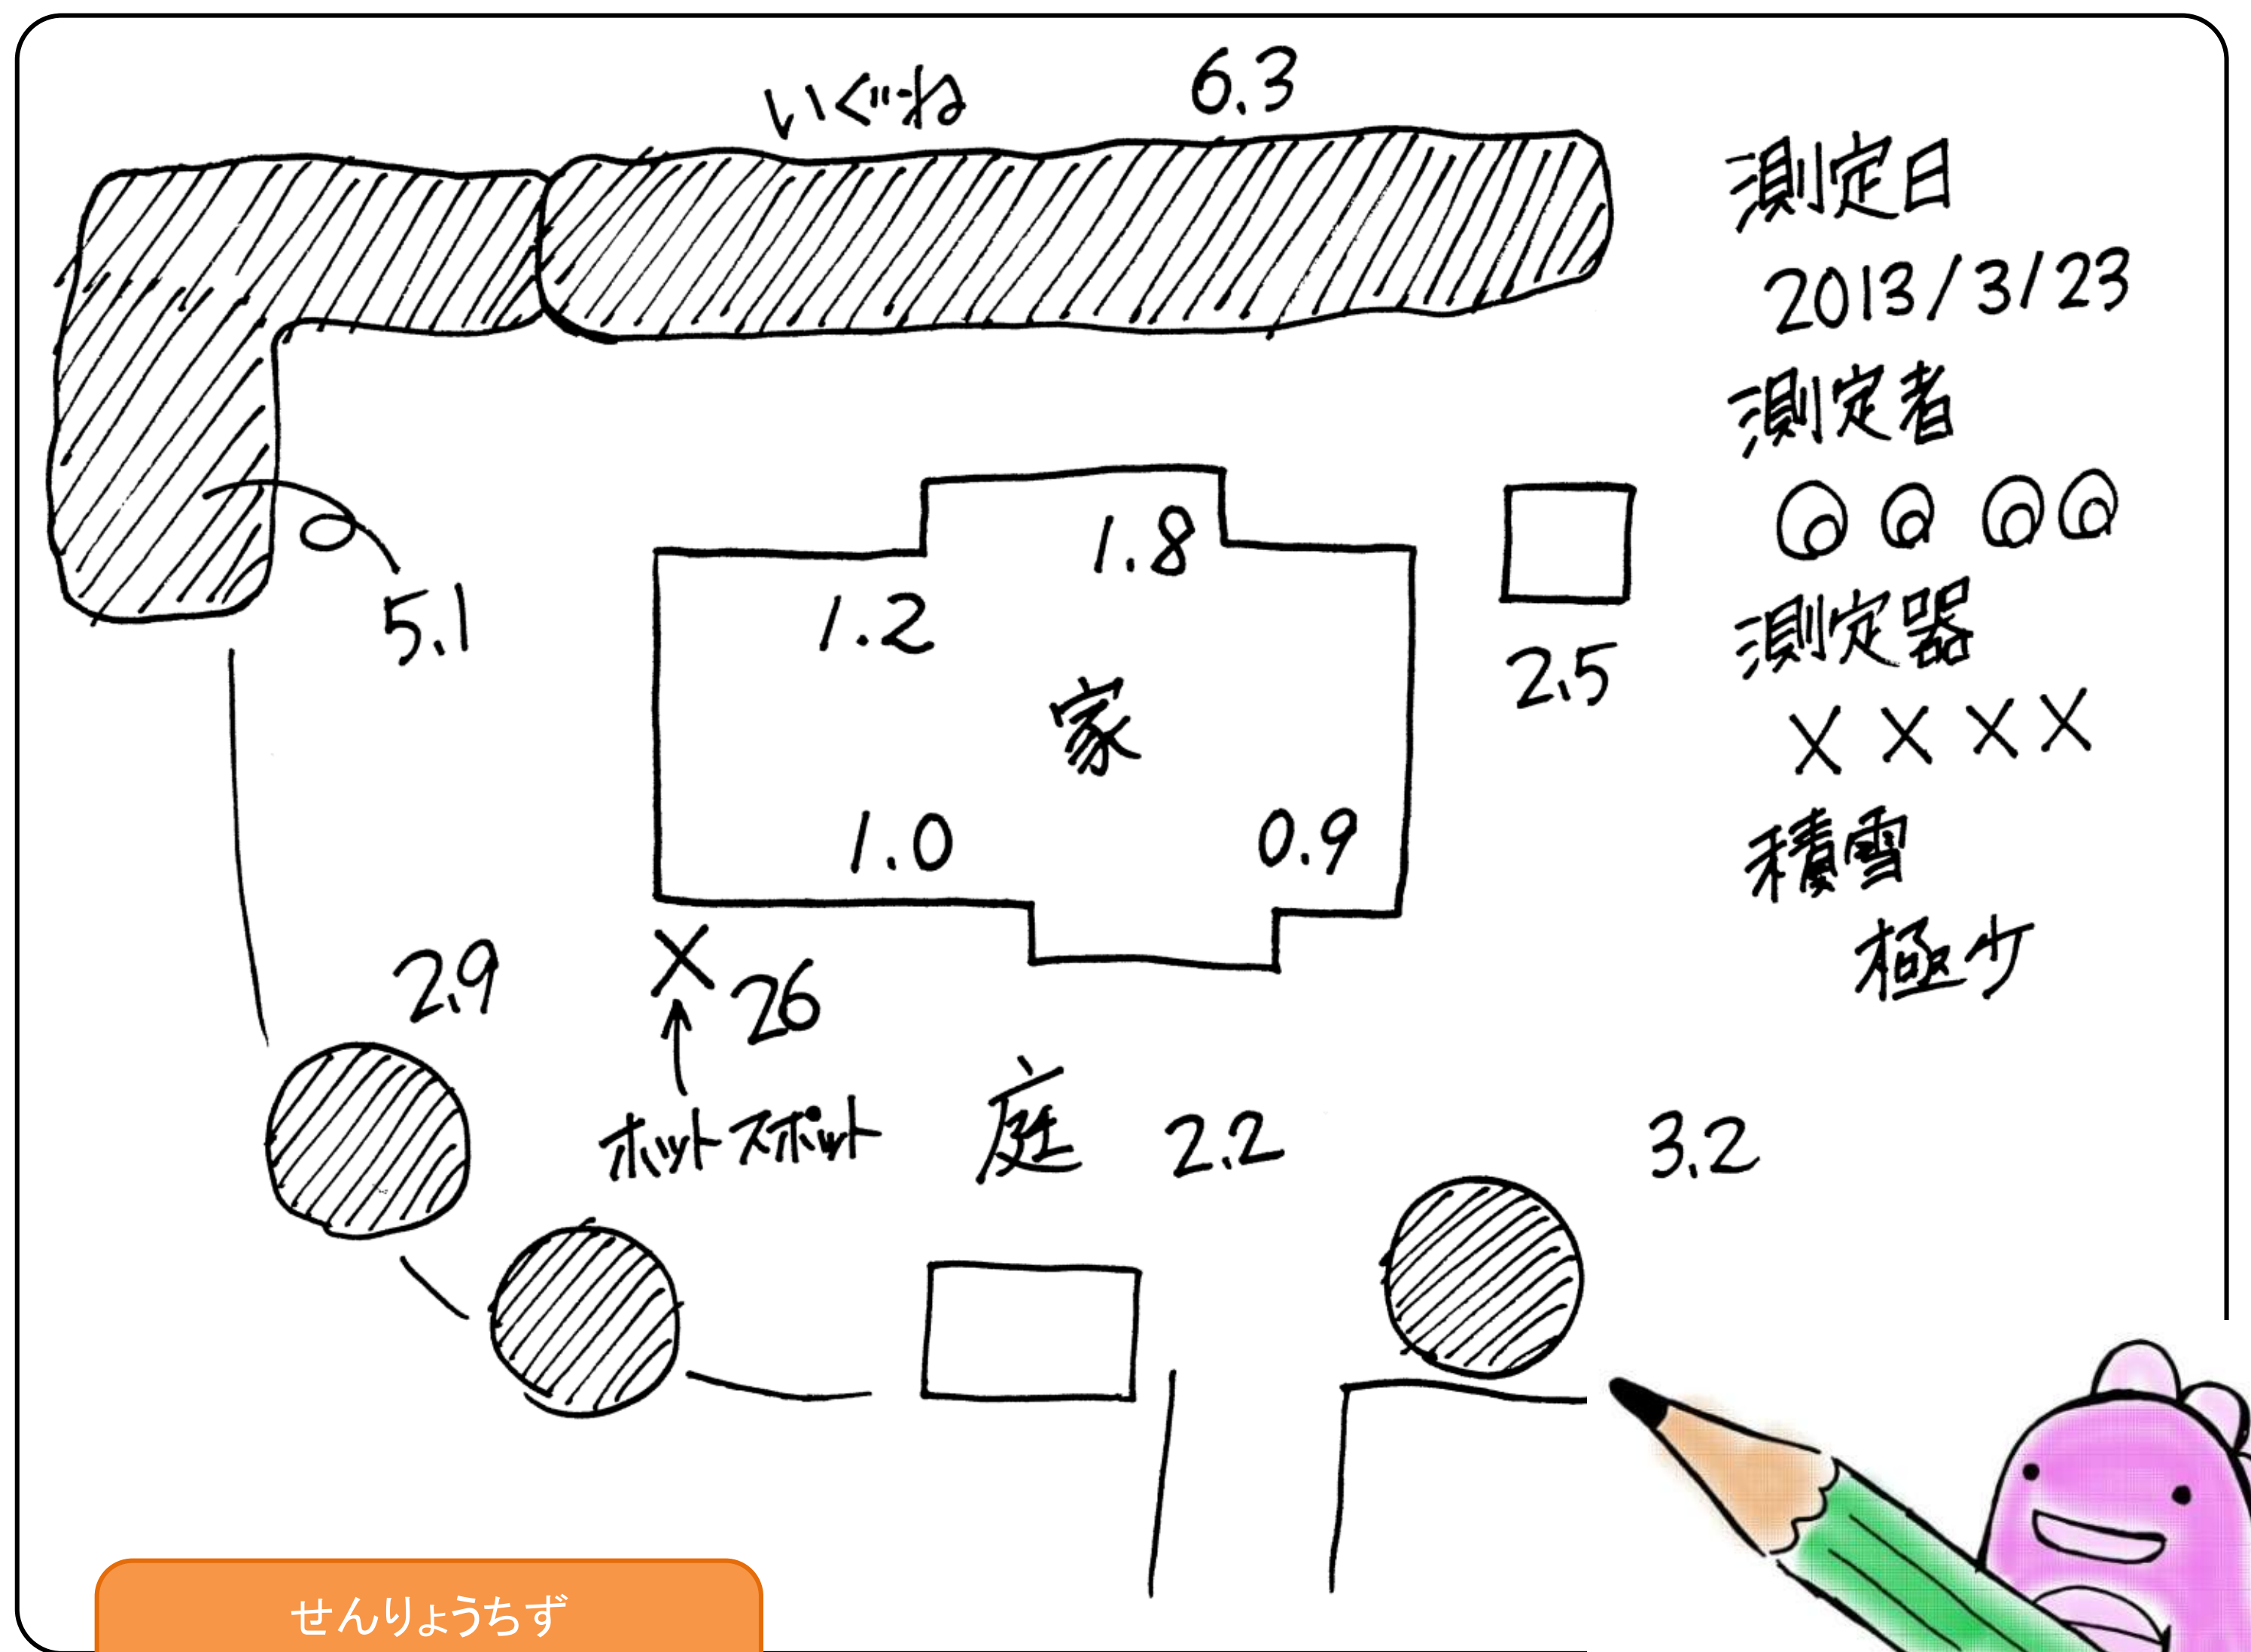 いぐね
6.3
5.1
1.8
1.2
家
1.0
0.9
2.5
2.9
26
ホットスポット
庭
2.2
3.2
測定日
2013/3/23
測定者
◎◎◎◎
測定器
××××
積雪
極少
×
せんりょうちず